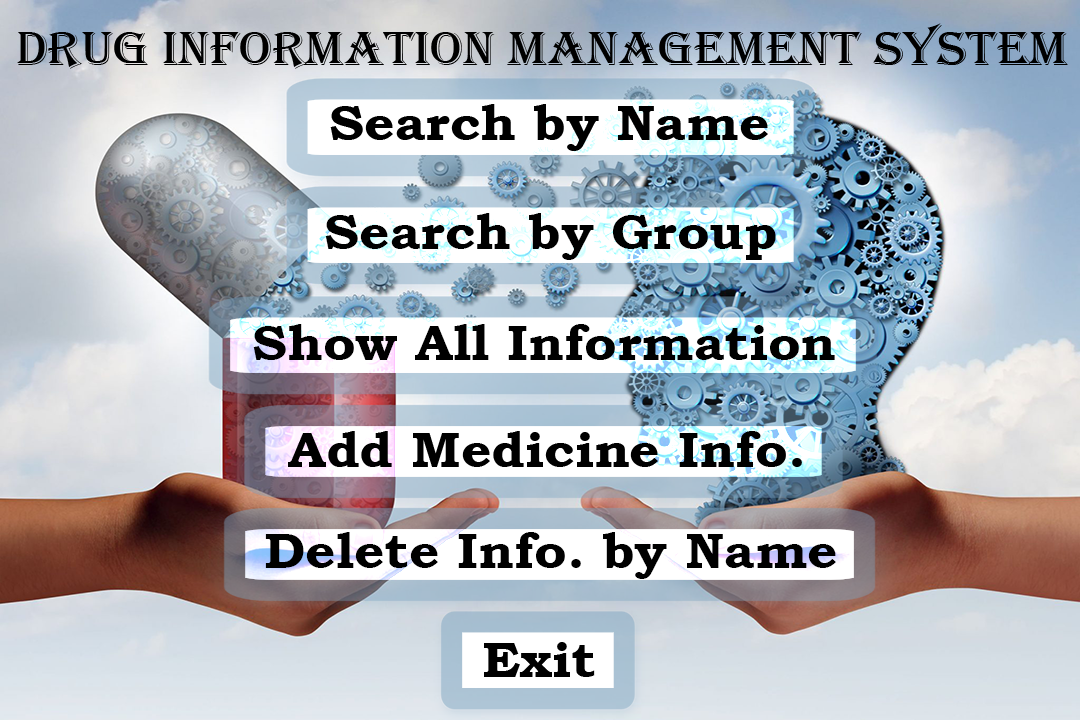 DRUG INFORMATION MANAGEMENT SYSTEM
Search by Name
Search by Group
Show All Information
Add Medicine Info.
Delete Info. by Name
Exit